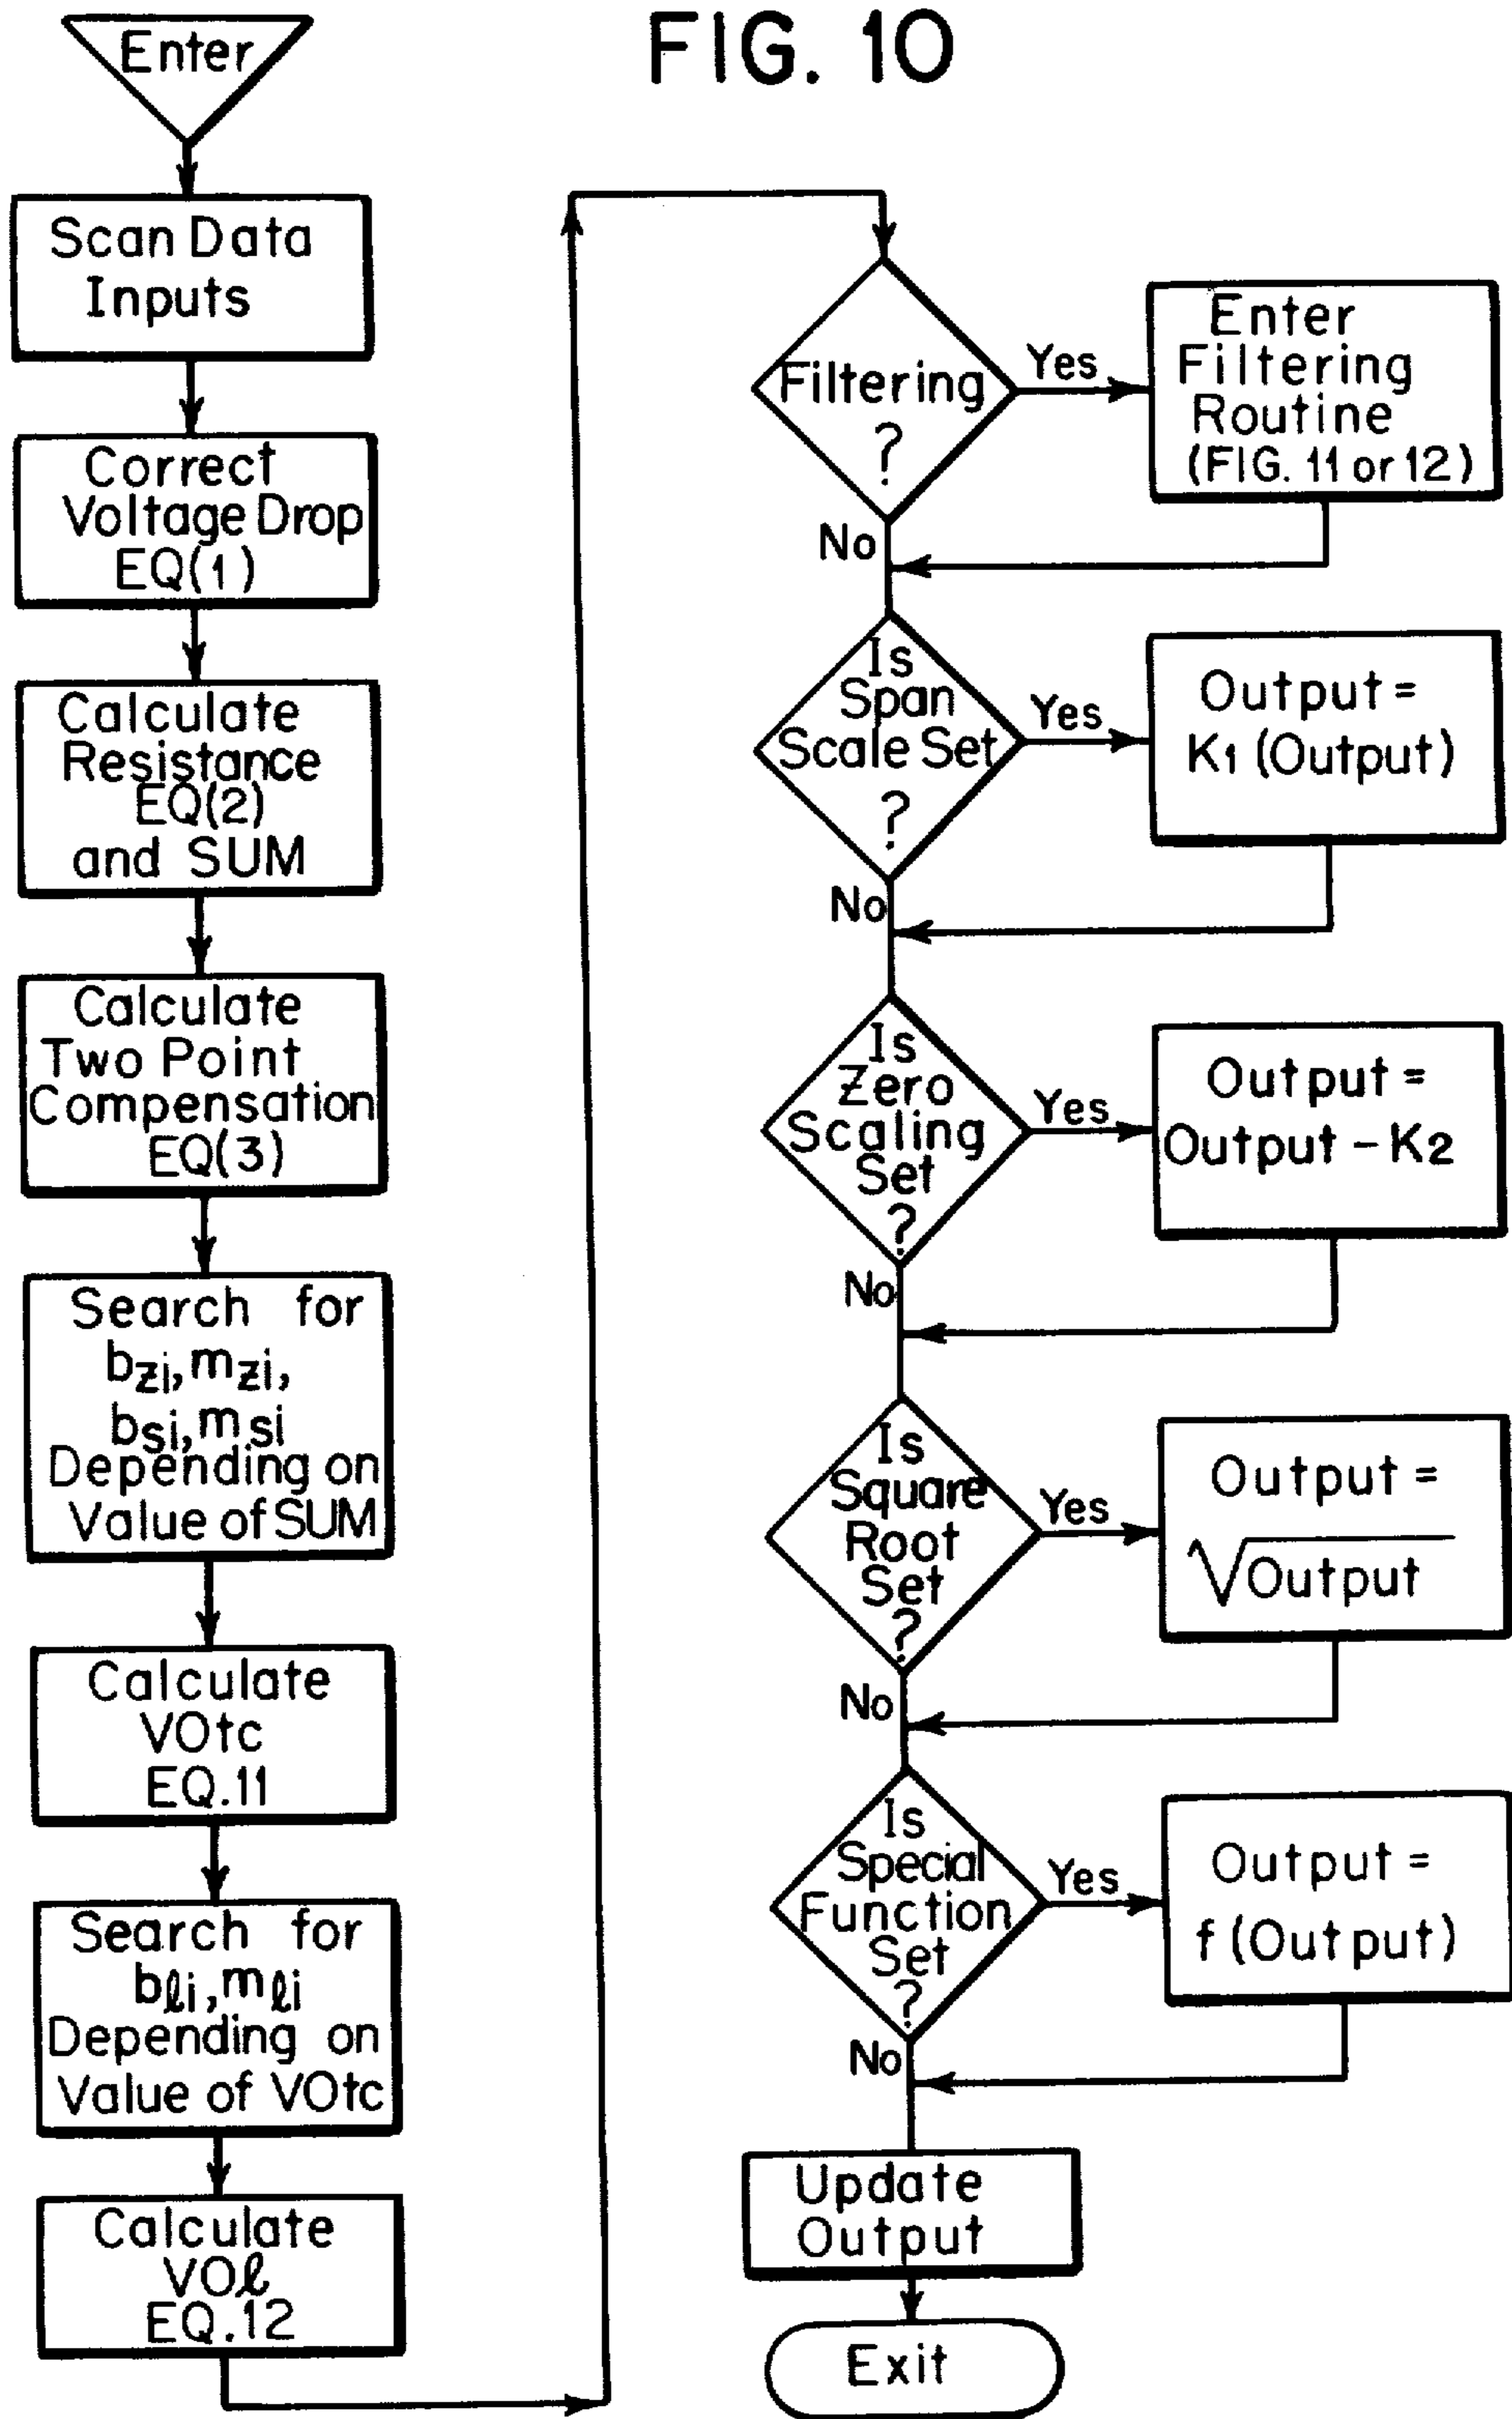 FIG. 10
Enter
Scan Data
Inputs
Correct
Voltage Drop
EQ(1)
Calculate
Resistance
EQ(2)
and SUM
Calculate
Two Point
Compensation
EQ(3)
Search for
bzi, mzi,
bsi, msi
Depending on
Value of SUM
Calculate
VOtc
EQ.11
Search for
bℓi, mℓi
Depending on
Value of VOtc
Calculate
VOℓ
EQ.12
Filtering
?
Yes
No
Enter
Filtering
Routine
(FIG. 11 or 12)
Is
Span
Scale Set
?
Yes
No
Output =
K1 (Output)
Is
Zero
Scaling
Set
?
Yes
No
Output =
Output - K2
Is
Square
Root
Set
?
Yes
No
Output =
√Output
Is
Special
Function
Set
?
Yes
No
Output =
f (Output)
Update
Output
Exit